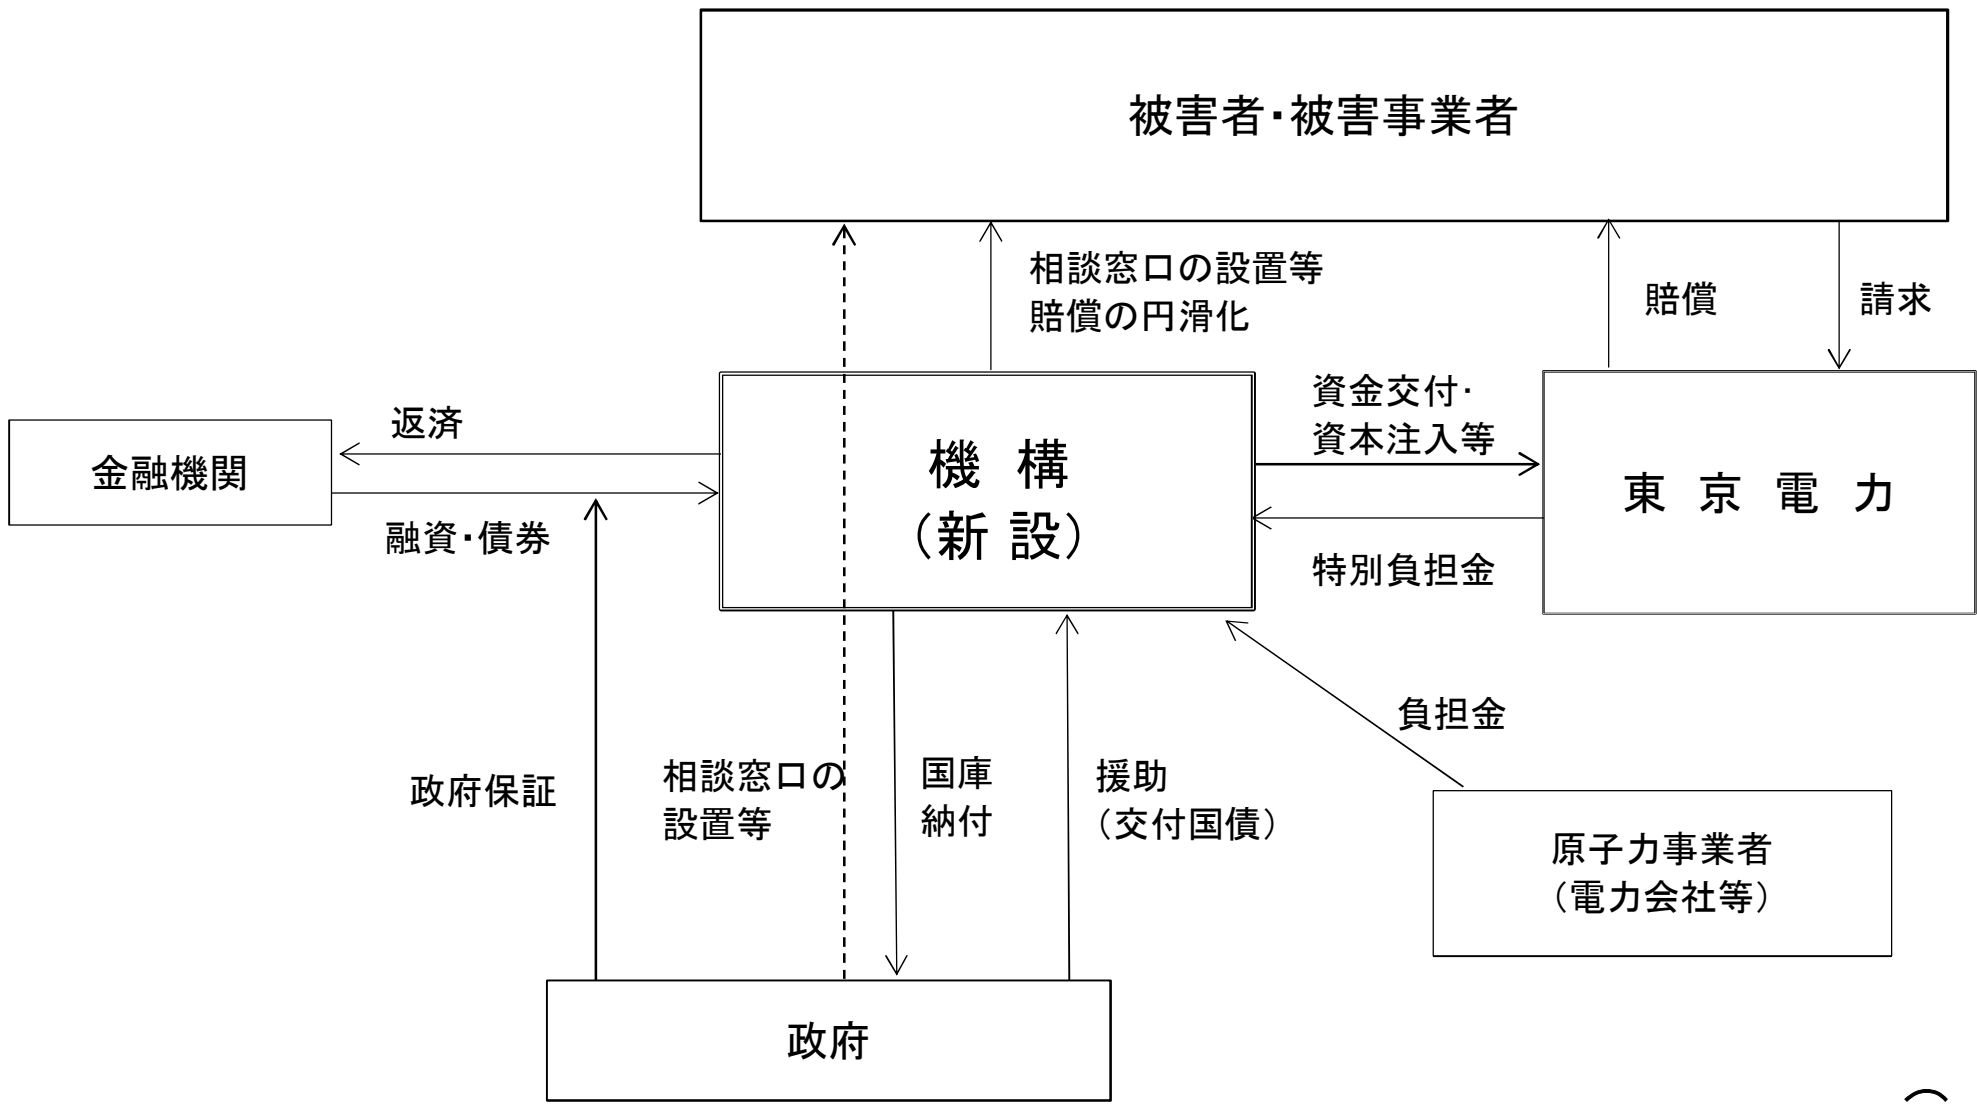 被害者・被害事業者
相談窓口の設置等
賠償の円滑化
賠償
請求
返済
金融機関
融資・債券
機 構
（新 設）
資金交付・
資本注入等
東 京 電 力
特別負担金
負担金
政府保証
相談窓口の
設置等
国庫
納付
援助
（交付国債）
原子力事業者
（電力会社等）
政府